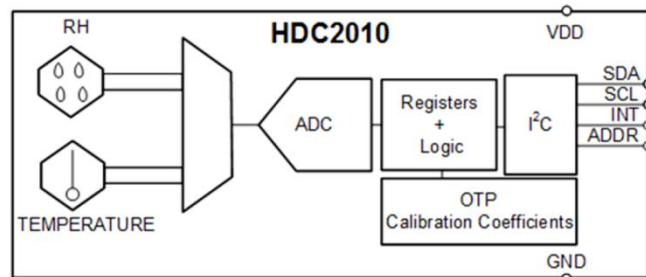 RH
HDC2010
VDD
SDA
SCL
INT
ADDR
ADC
Registers
+
Logic
I²C
TEMPERATURE
OTP
Calibration Coefficients
GND